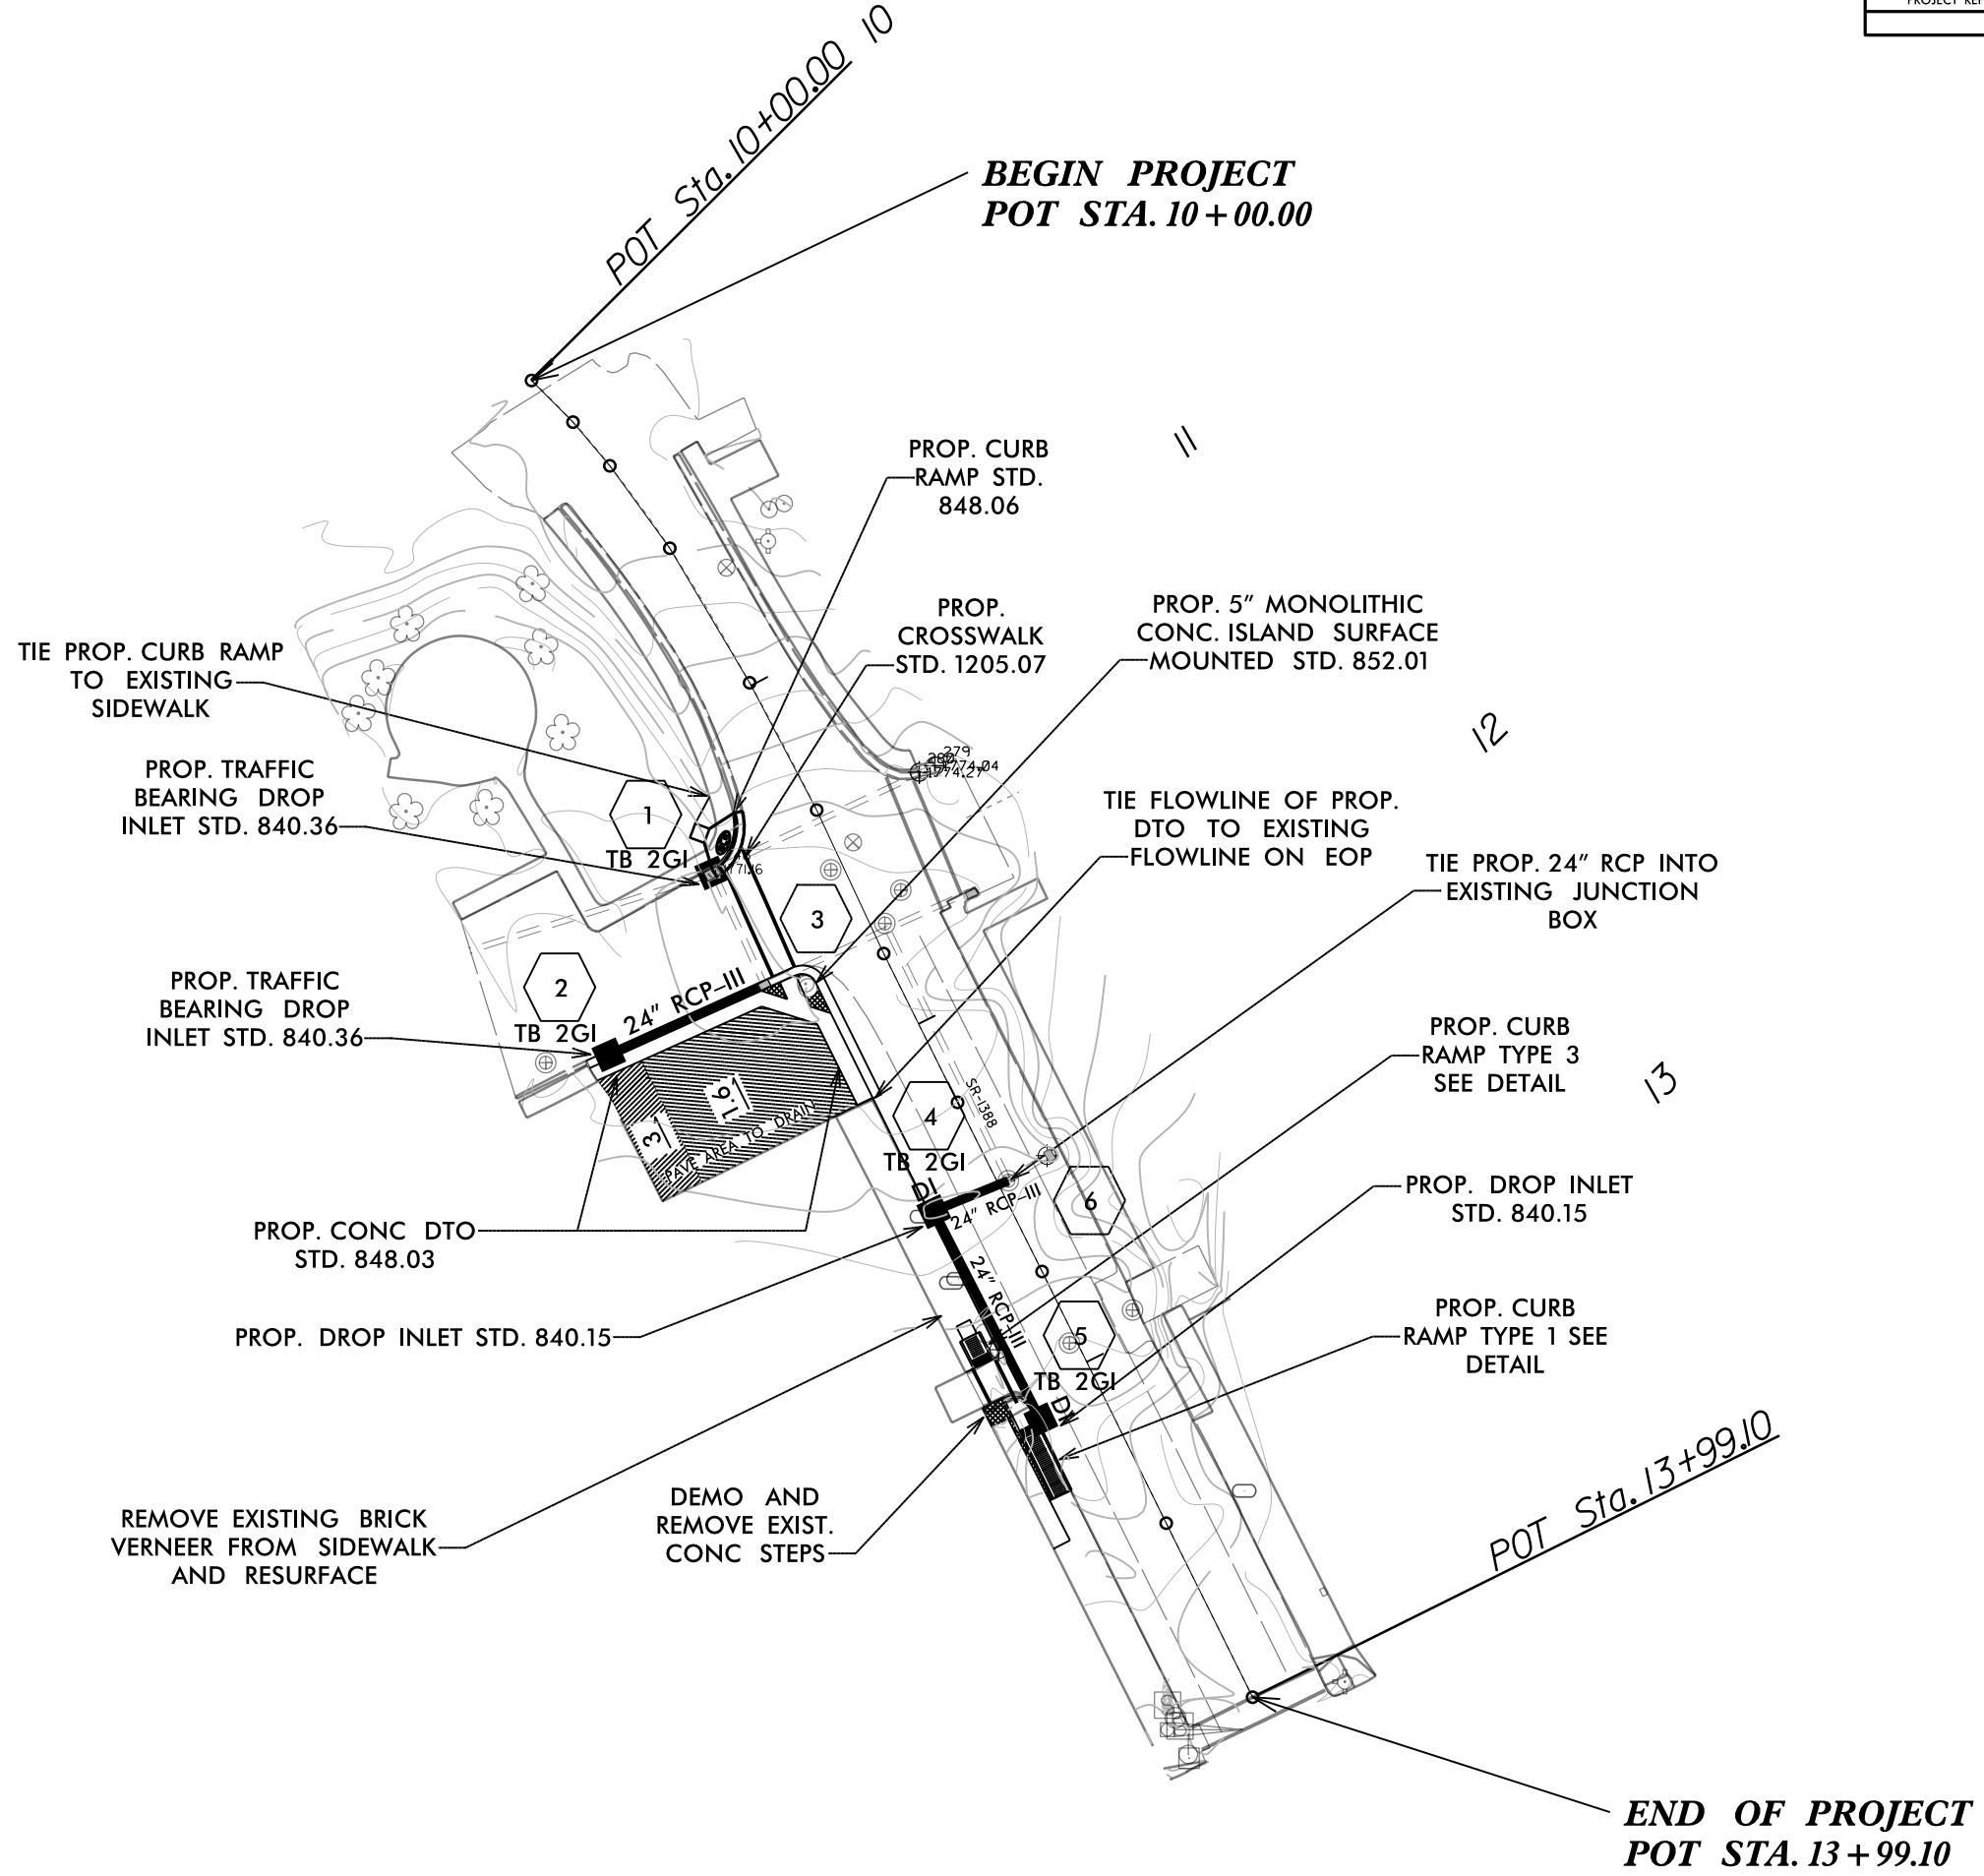 POT Sta. 10+00.00
10
BEGIN PROJECT
POT STA. 10+00.00
PROP. CURB
RAMP STD.
848.06
11
PROP.
CROSSWALK
STD. 1205.07
PROP. 5" MONOLITHIC
CONC. ISLAND SURFACE
MOUNTED STD. 852.01
TIE PROP. CURB RAMP
TO EXISTING
SIDEWALK
12
279
1774.04
1774.27
PROP. TRAFFIC
BEARING DROP
INLET STD. 840.36
1
TB 2GI
TIE FLOWLINE OF PROP.
DTO TO EXISTING
FLOWLINE ON EOP
TIE PROP. 24" RCP INTO
EXISTING JUNCTION
BOX
3
PROP. TRAFFIC
BEARING DROP
INLET STD. 840.36
2
TB 2GI
24" RCP-III
PROP. CURB
RAMP TYPE 3
SEE DETAIL
13
1.9'
3'
PAVE AREA TO DRAIN
SR-1388
4
TB 2GI
DI
24" RCP-III
6
PROP. DROP INLET
STD. 840.15
PROP. CONC DTO
STD. 848.03
24" RCP-III
PROP. DROP INLET STD. 840.15
5
TB 2GI
DI
PROP. CURB
RAMP TYPE 1 SEE
DETAIL
REMOVE EXISTING BRICK
VERNEER FROM SIDEWALK
AND RESURFACE
DEMO AND
REMOVE EXIST.
CONC STEPS
POT Sta. 13+99.10
END OF PROJECT
POT STA. 13+99.10